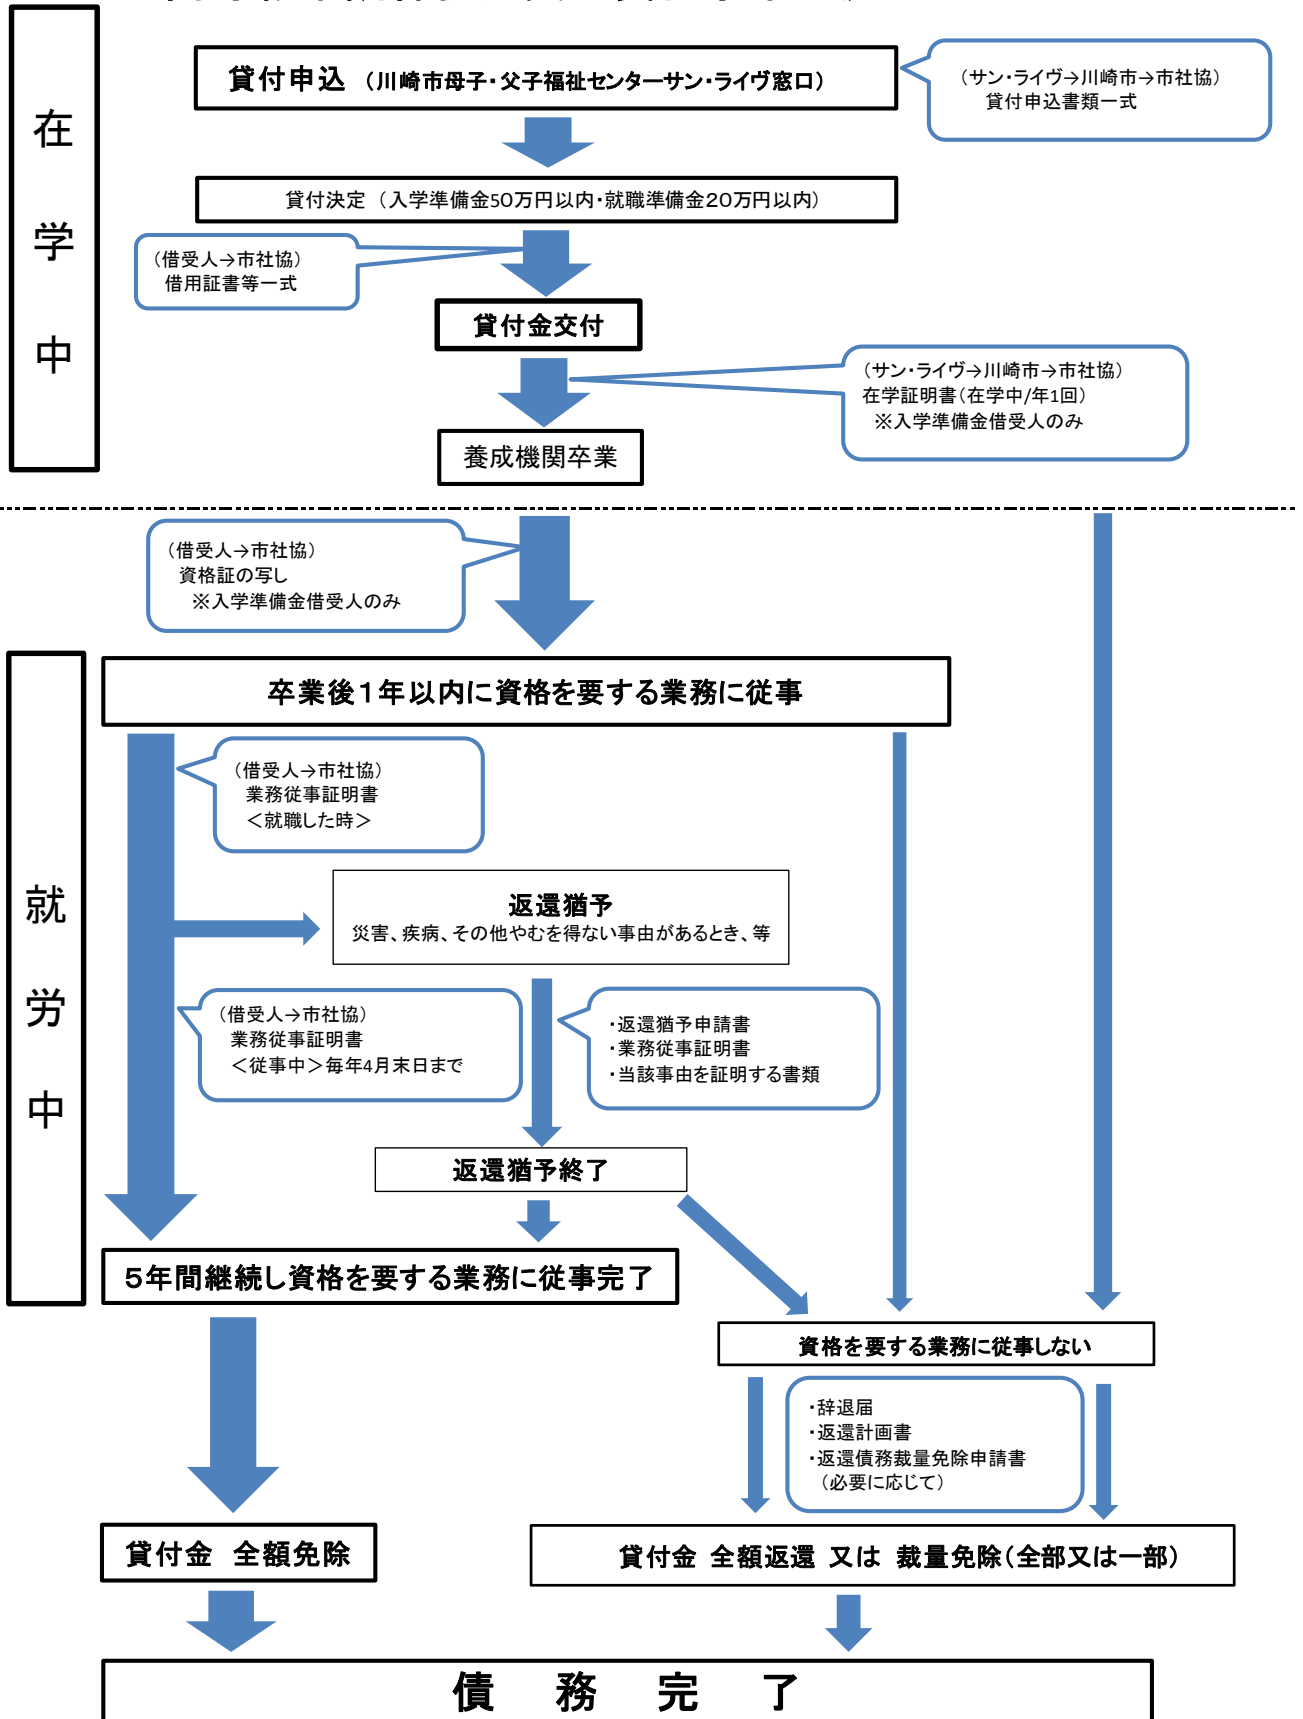 在学中
貸付申込 （川崎市母子・父子福祉センターサン・ライヴ窓口）
（サン・ライヴ→川崎市→市社協）
貸付申込書類一式
貸付決定 （入学準備金50万円以内・就職準備金２０万円以内）
（借受人→市社協）
借用証書等一式
貸付金交付
（サン・ライヴ→川崎市→市社協）
在学証明書（在学中/年1回）
※入学準備金借受人のみ
養成機関卒業
（借受人→市社協）
資格証の写し
※入学準備金借受人のみ
就労中
卒業後１年以内に資格を要する業務に従事
（借受人→市社協）
業務従事証明書
＜就職した時＞
返還猶予
災害、疾病、その他やむを得ない事由があるとき、等
（借受人→市社協）
業務従事証明書
＜従事中＞毎年4月末日まで
・返還猶予申請書
・業務従事証明書
・当該事由を証明する書類
返還猶予終了
５年間継続し資格を要する業務に従事完了
資格を要する業務に従事しない
・辞退届
・返還計画書
・返還債務裁量免除申請書
（必要に応じて）
貸付金 全額免除
貸付金 全額返還 又は 裁量免除（全部又は一部）
債 務 完 了